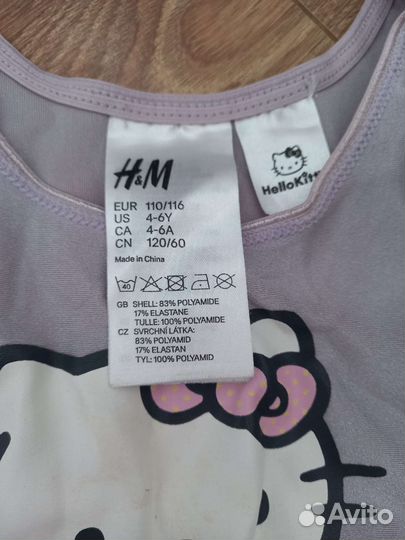 H&M
EUR 110/116
US 4-6Y
CA 4-6A
CN 120/60
Made in China
40
GB SHELL: 83% POLYAMIDE
17% ELASTANE
TULLE: 100% POLYAMIDE
CZ SVRCHNÍ LÁTKA:
83% POLYAMID
17% ELASTAN
TYL: 100% POLYAMID
HelloKitt
Avito